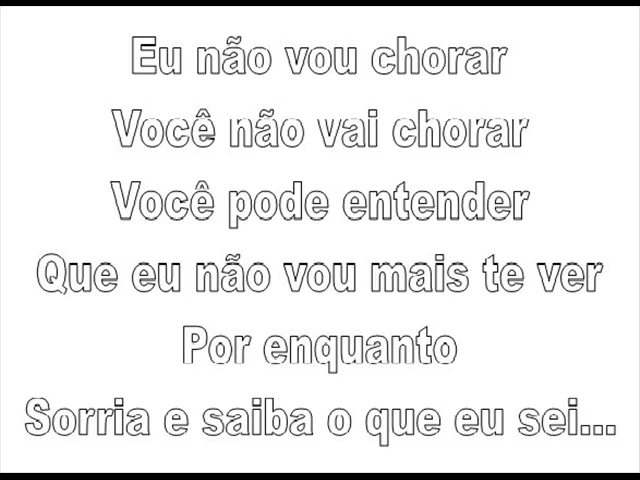 Eu não vou chorar
Você não vai chorar
Você pode entender
Que eu não vou mais te ver
Por enquanto
Sorria e saiba o que eu sei...